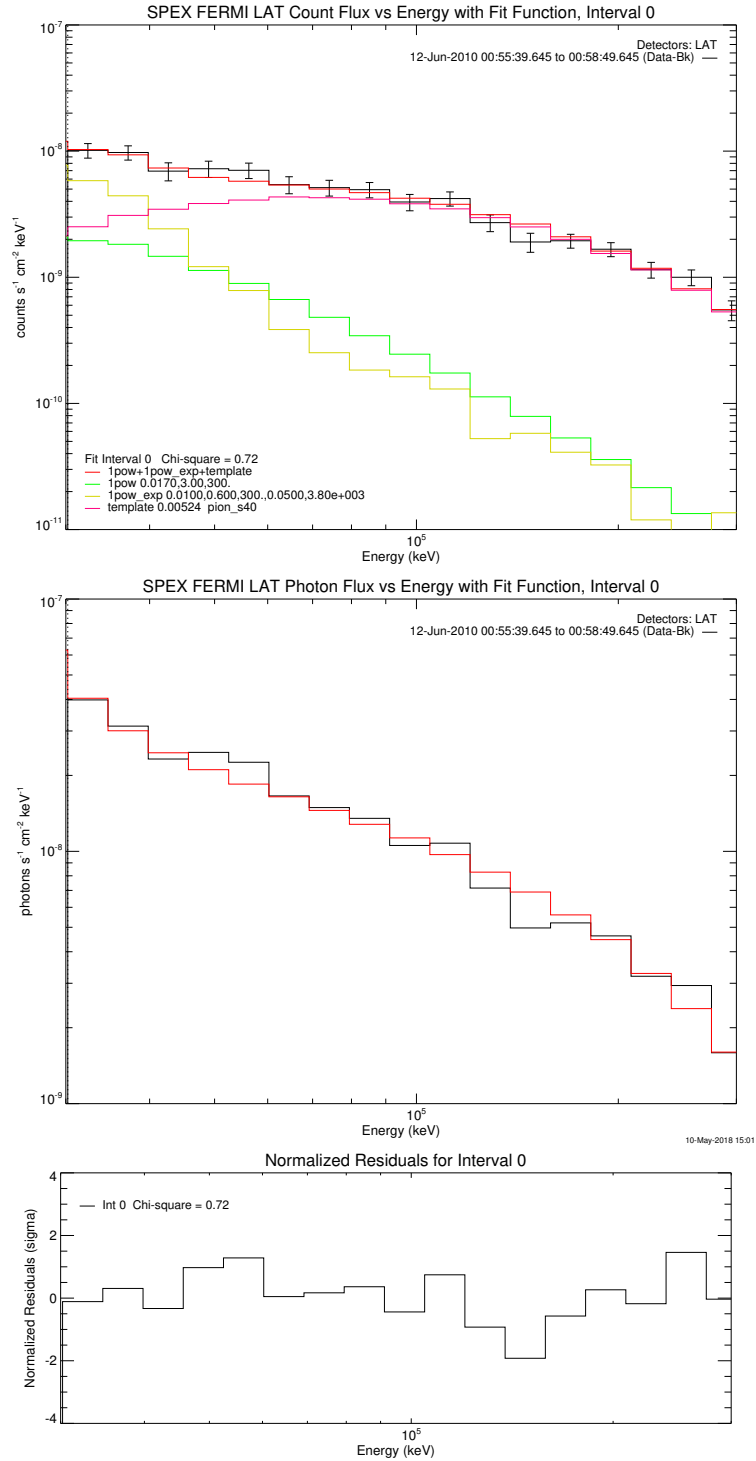 SPEX FERMI LAT Count Flux vs Energy with Fit Function, Interval 0
10^-7
Detectors: LAT
12-Jun-2010 00:55:39.645 to 00:58:49.645 (Data-Bk)
10^-8
counts s^-1 cm^-2 keV^-1
10^-9
10^-10
Fit Interval 0 Chi-square = 0.72
1pow+1pow_exp+template
1pow 0.0170,3.00,300.
1pow_exp 0.0100,0.600,300.,0.0500,3.80e+003
template 0.00524 pion_s40
10^-11
10^5
Energy (keV)
SPEX FERMI LAT Photon Flux vs Energy with Fit Function, Interval 0
10^-7
Detectors: LAT
12-Jun-2010 00:55:39.645 to 00:58:49.645 (Data-Bk)
10^-8
photons s^-1 cm^-2 keV^-1
10^-9
10^5
Energy (keV)
10-May-2018 15:01
Normalized Residuals for Interval 0
4
Int 0 Chi-square = 0.72
2
Normalized Residuals (sigma)
0
-2
-4
10^5
Energy (keV)